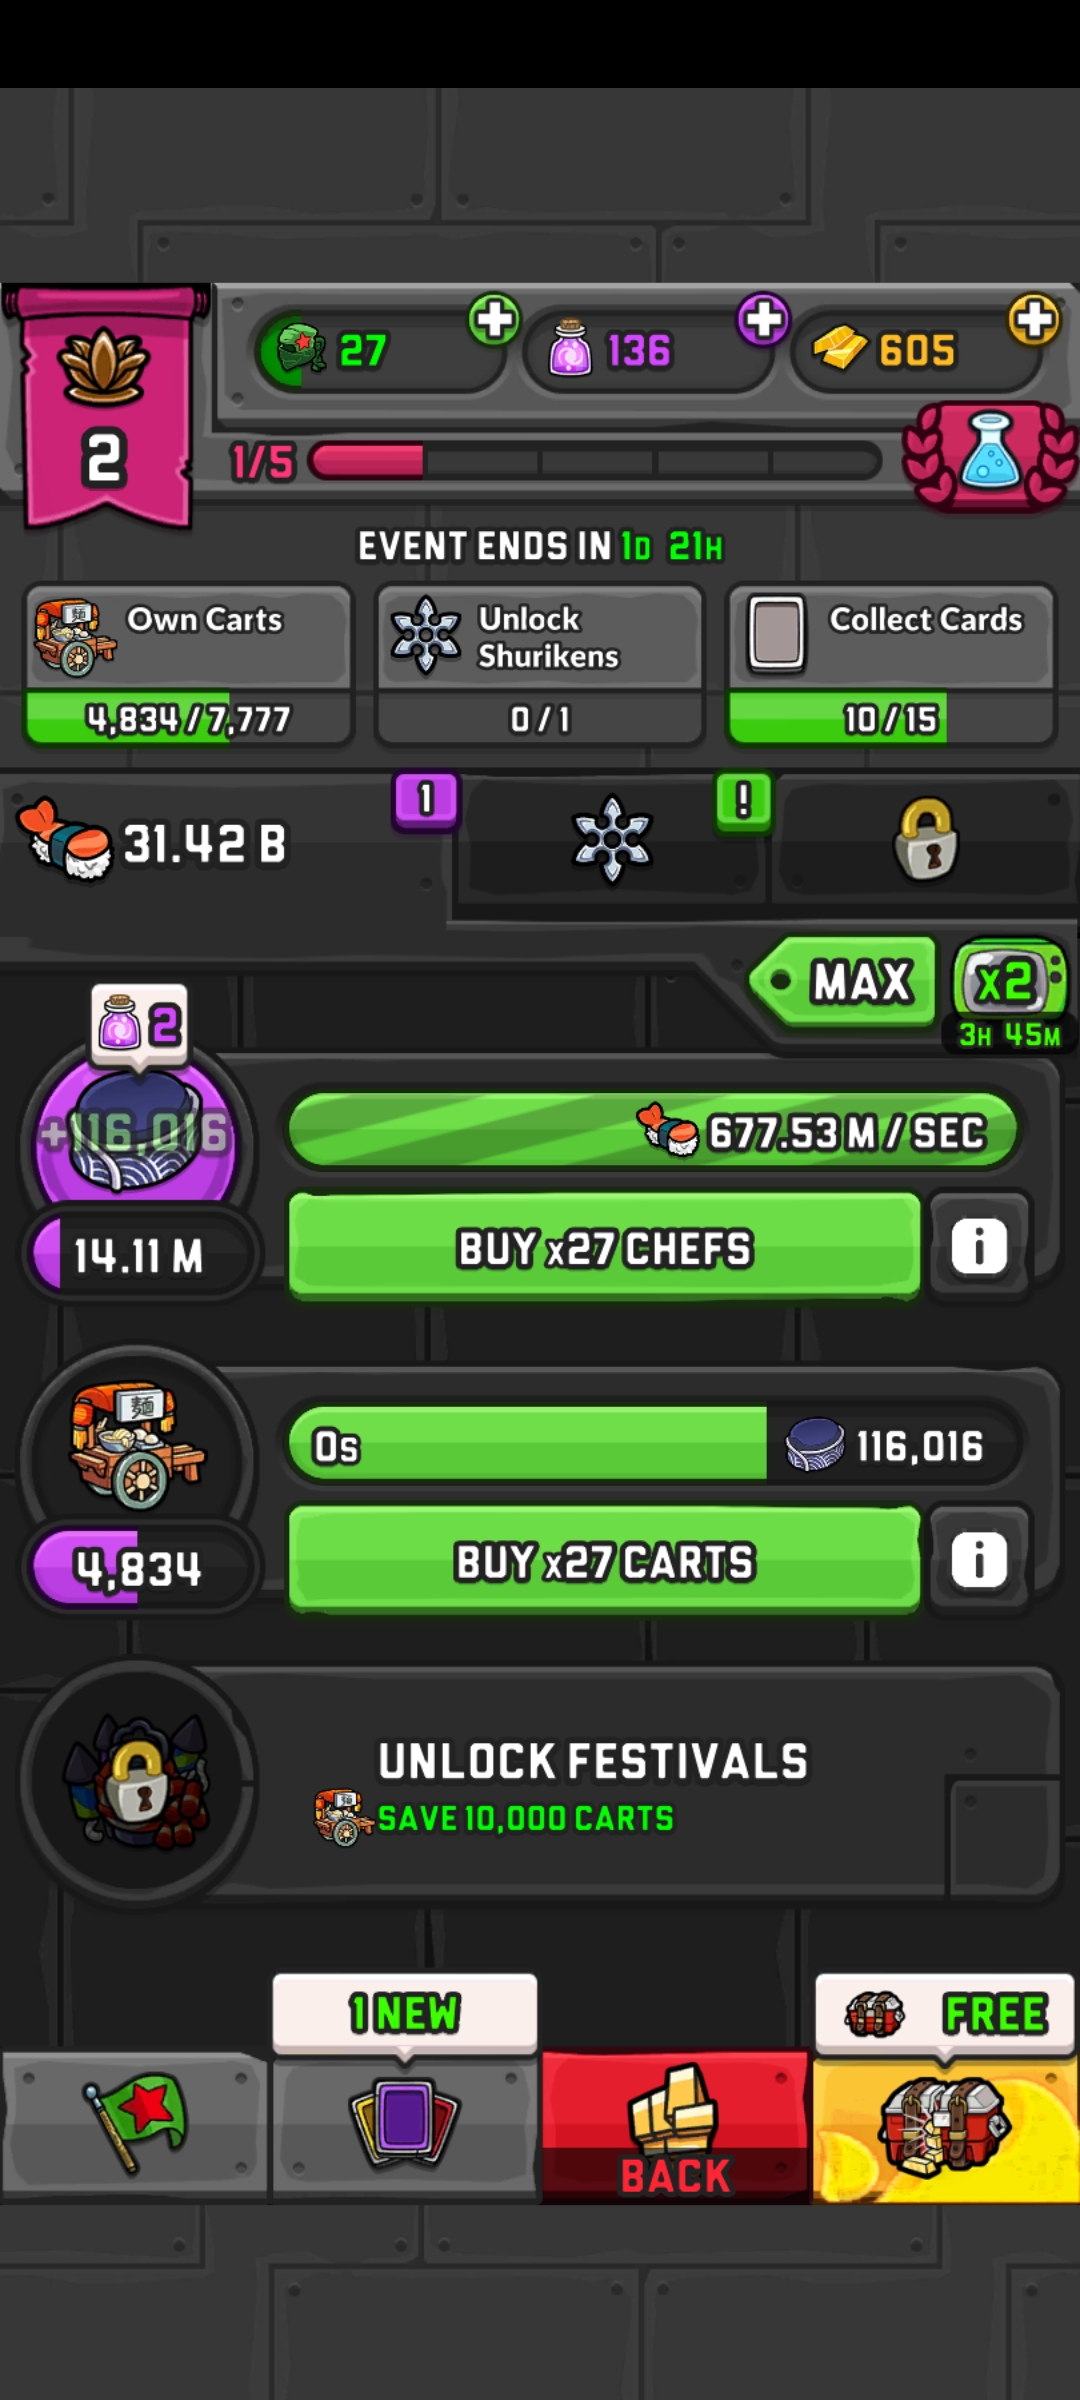 27
136
605
2
1/5
EVENT ENDS IN 1D 21H
Own Carts
4,834 / 7,777
Unlock
Shurikens
0 / 1
Collect Cards
10 / 15
31.42 B
1
!
MAX
x2
3H 45M
2
+116,016
677.53 M / SEC
14.11 M
BUY x27 CHEFS
i
麺
0s
116,016
4,834
BUY x27 CARTS
i
UNLOCK FESTIVALS
SAVE 10,000 CARTS
1 NEW
FREE
BACK